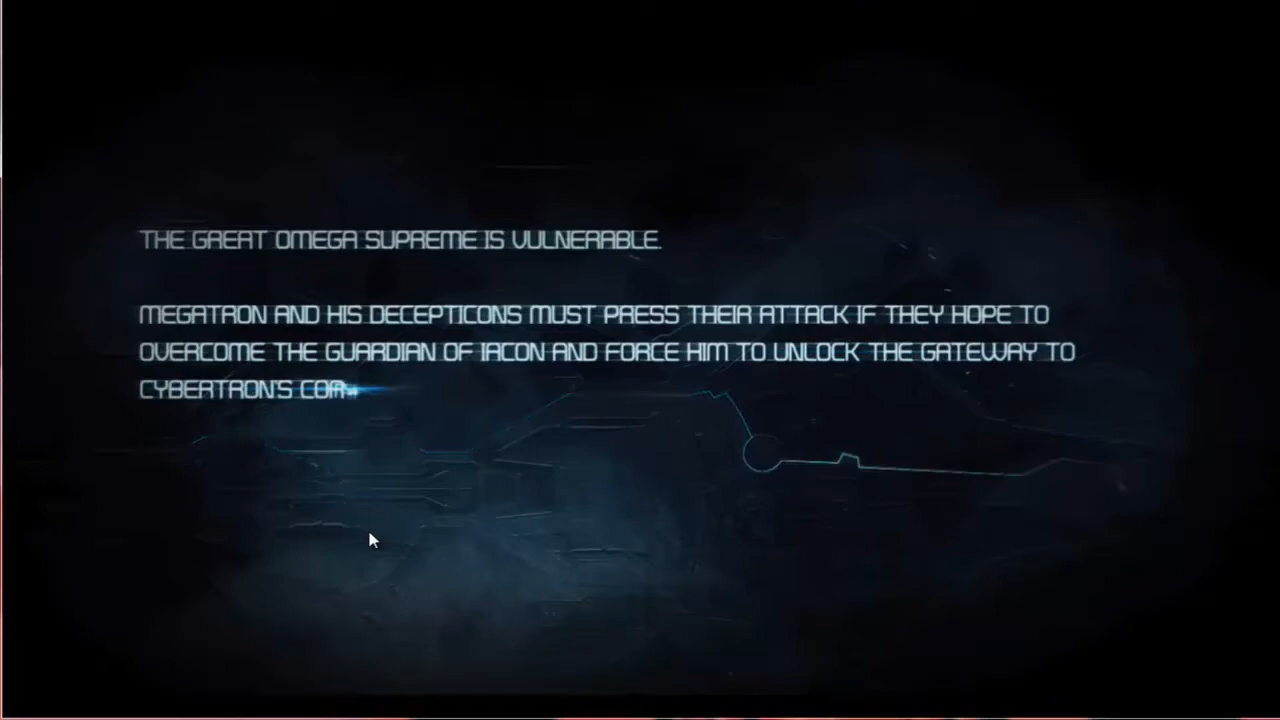 THE GREAT OMEGA SUPREME IS VULNERABLE.
MEGATRON AND HIS DECEPTICONS MUST PRESS THEIR ATTACK IF THEY HOPE TO
OVERCOME THE GUARDIAN OF IACON AND FORCE HIM TO UNLOCK THE GATEWAY TO
CYBERTRON'S COR